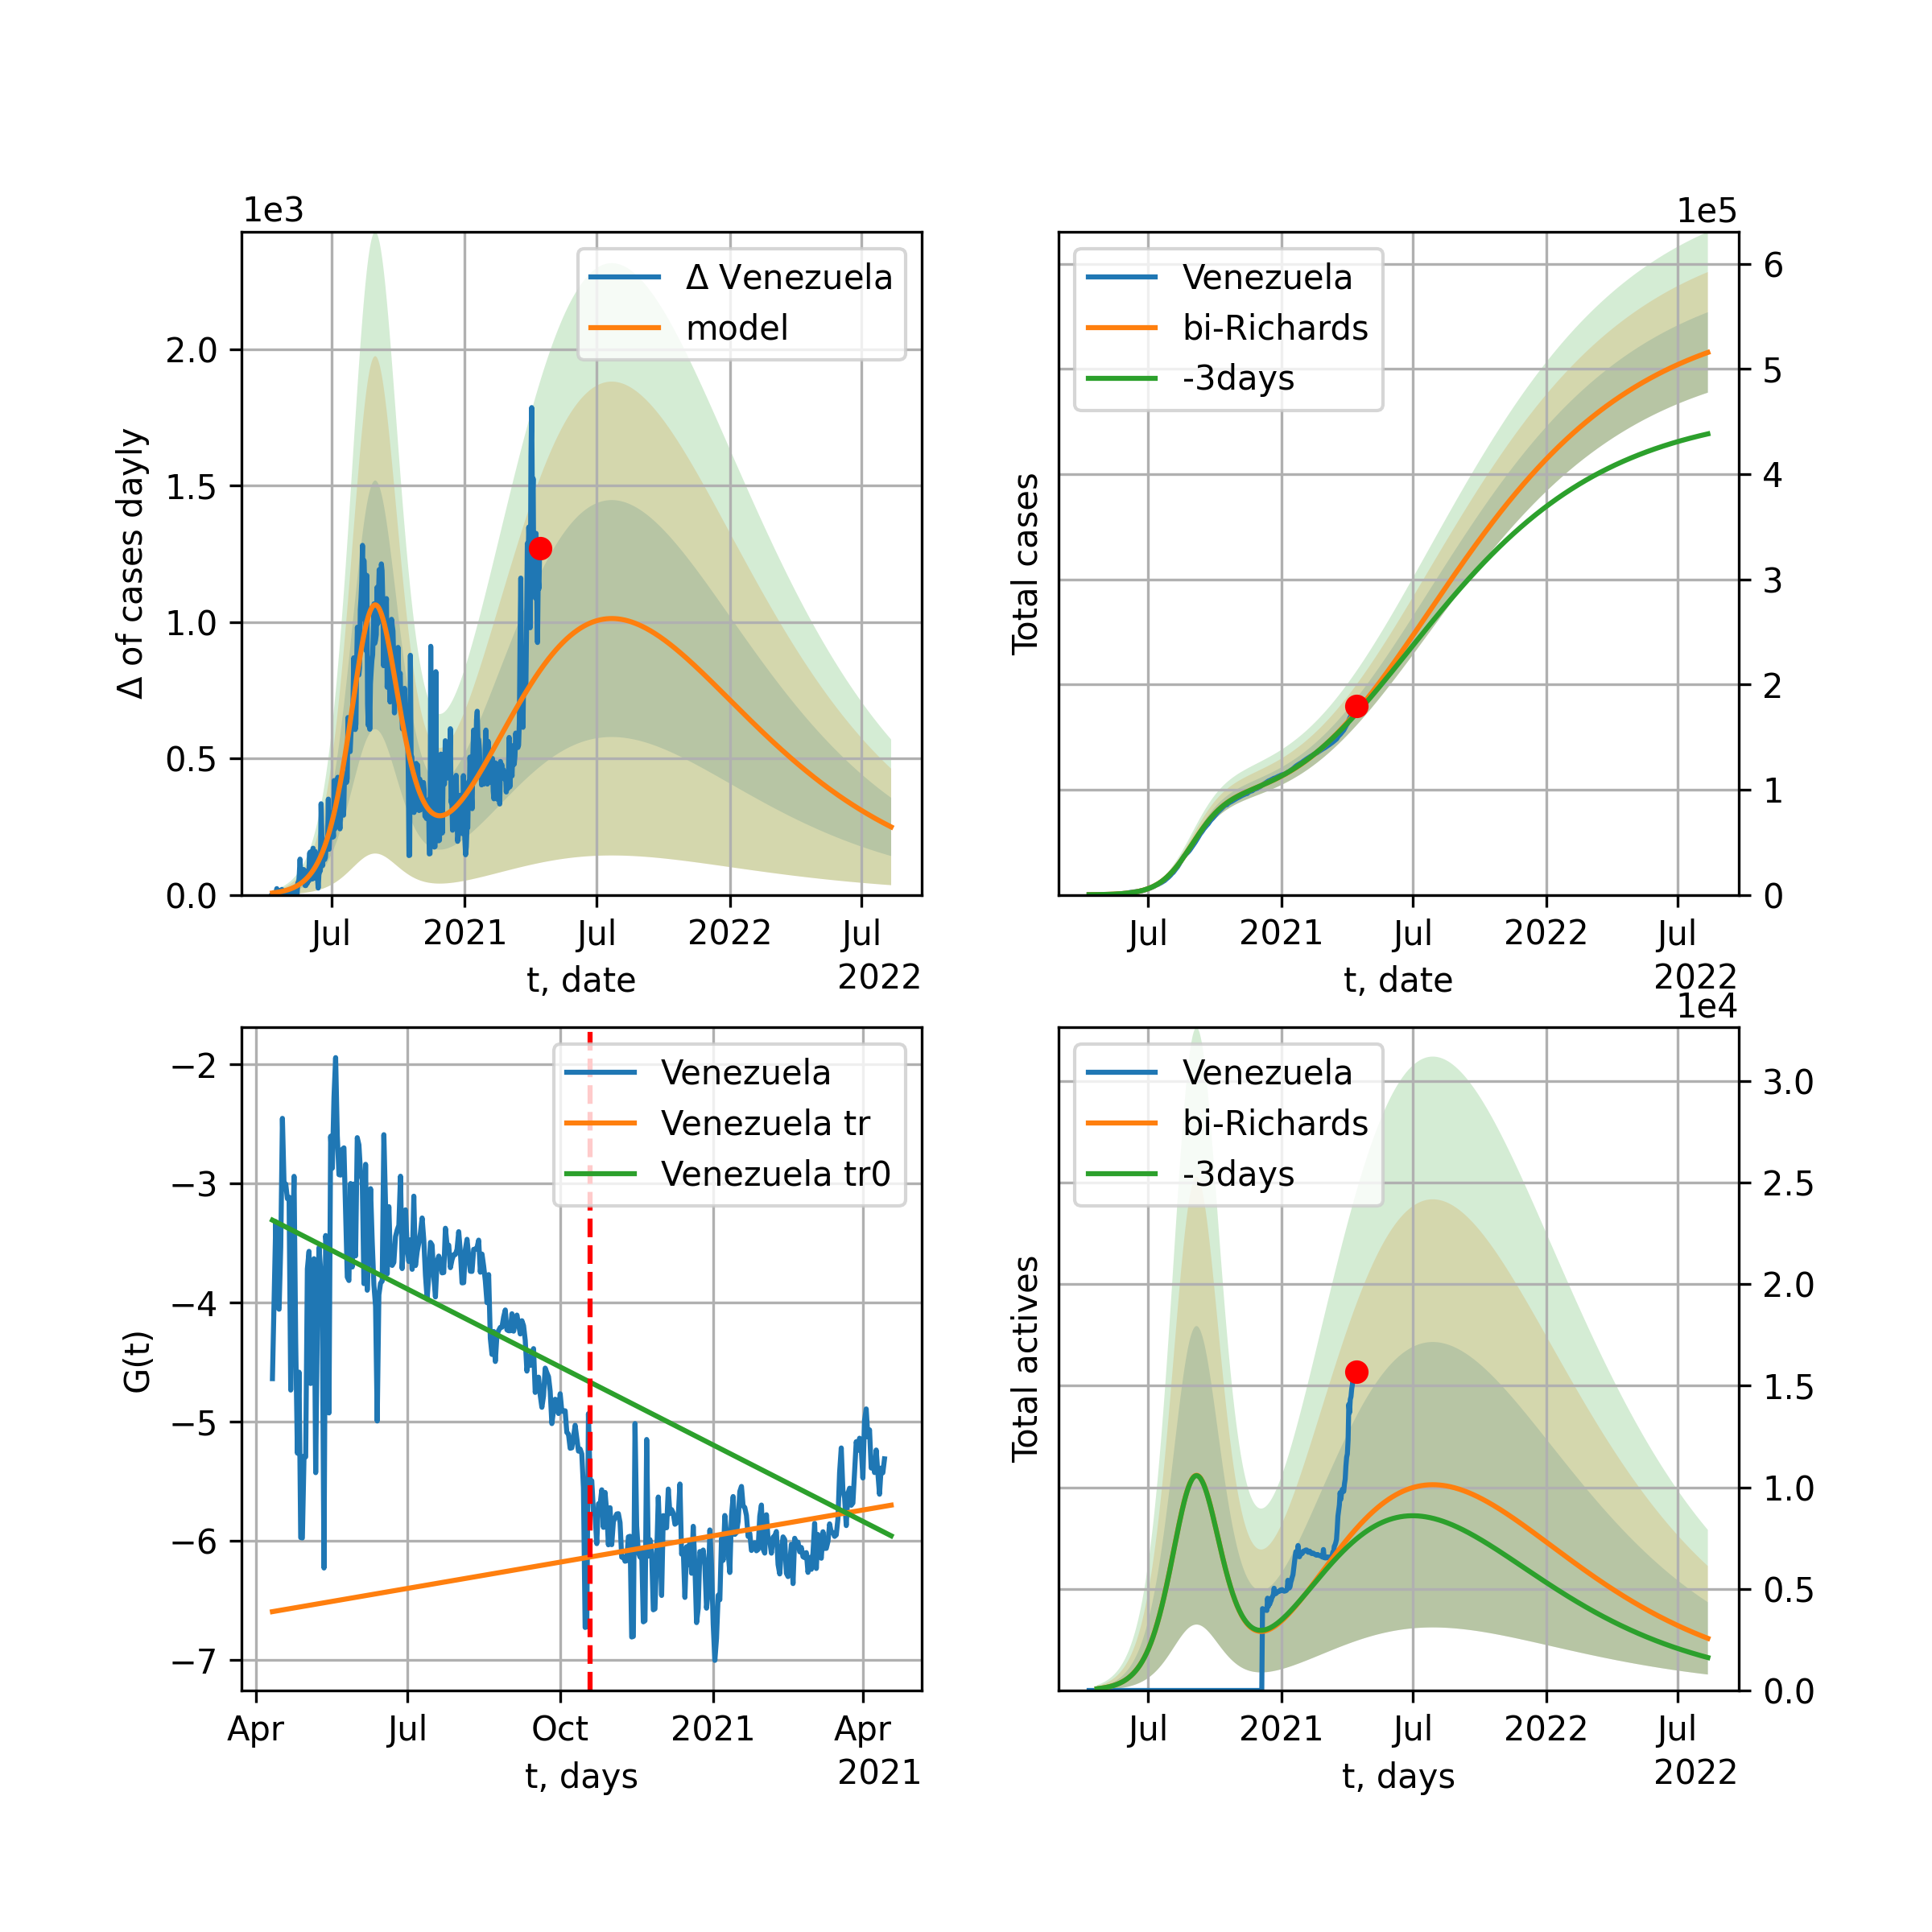 1e3
Δ Venezuela
model
2.0
1.5
1.0
0.5
0.0
Δ of cases dayly
Jul
2021
Jul
2022
Jul
2022
t, date
1e5
Venezuela
bi-Richards
-3days
6
5
4
3
2
1
0
Total cases
Jul
2021
Jul
2022
Jul
2022
t, date
Venezuela
Venezuela tr
Venezuela tr0
−2
−3
−4
−5
−6
−7
G(t)
Apr
Jul
Oct
2021
Apr
2021
t, days
1e4
Venezuela
bi-Richards
-3days
3.0
2.5
2.0
1.5
1.0
0.5
0.0
Total actives
Jul
2021
Jul
2022
Jul
2022
t, days